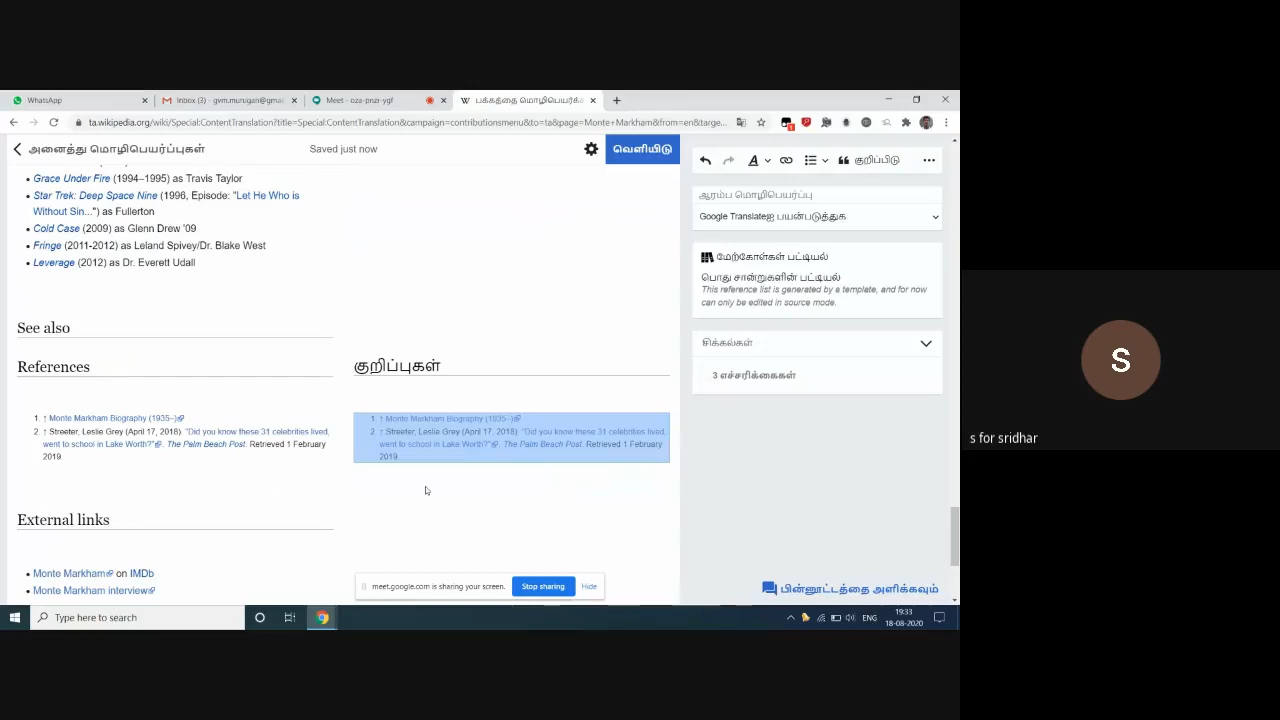 WhatsApp
Inbox (3) - gvm.murugan@gmai
Meet - oza-pnzr-ygf
பக்கத்தை மொழிபெயர்க்க
ta.wikipedia.org/wiki/Special:ContentTranslation?title=Special:ContentTranslation&campaign=contributionsmenu&to=ta&page=Monte+Markham&from=en&targe...
அனைத்து மொழிபெயர்ப்புகள்
Saved just now
வெளியிடு
குறிப்பிடு
Grace Under Fire (1994–1995) as Travis Taylor
Star Trek: Deep Space Nine (1996, Episode: "Let He Who is
Without Sin...") as Fullerton
Cold Case (2009) as Glenn Drew '09
Fringe (2011-2012) as Leland Spivey/Dr. Blake West
Leverage (2012) as Dr. Everett Udall
See also
References
1. ↑ Monte Markham Biography (1935–)
2. ↑ Streeter, Leslie Grey (April 17, 2018). "Did you know these 31 celebrities lived,
went to school in Lake Worth?". The Palm Beach Post. Retrieved 1 February
2019.
External links
Monte Markham on IMDb
Monte Markham interview
குறிப்புகள்
1. ↑ Monte Markham Biography (1935–)
2. ↑ Streeter, Leslie Grey (April 17, 2018). "Did you know these 31 celebrities lived,
went to school in Lake Worth?". The Palm Beach Post. Retrieved 1 February
2019.
ஆரம்ப மொழிபெயர்ப்பு
Google Translateஐ பயன்படுத்துக
மேற்கோள்கள் பட்டியல்
பொது சான்றுகளின் பட்டியல்
This reference list is generated by a template, and for now
can only be edited in source mode.
சிக்கல்கள்
3 எச்சரிக்கைகள்
பின்னூட்டத்தை அளிக்கவும்
meet.google.com is sharing your screen.
Stop sharing
Hide
Type here to search
ENG
19:33
18-08-2020
S
s for sridhar